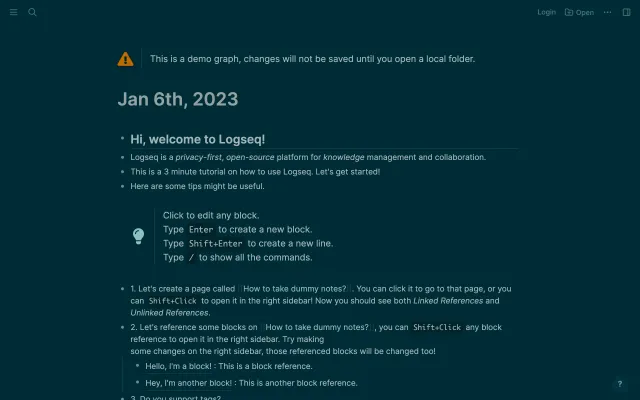 Login Open
This is a demo graph, changes will not be saved until you open a local folder.
Jan 6th, 2023
Hi, welcome to Logseq!
Logseq is a privacy-first, open-source platform for knowledge management and collaboration.
This is a 3 minute tutorial on how to use Logseq. Let's get started!
Here are some tips might be useful.
Click to edit any block.
Type Enter to create a new block.
Type Shift+Enter to create a new line.
Type / to show all the commands.
1. Let's create a page called [[How to take dummy notes?]]. You can click it to go to that page, or you
can Shift+Click to open it in the right sidebar! Now you should see both Linked References and
Unlinked References.
2. Let's reference some blocks on [[How to take dummy notes?]], you can Shift+Click any block
reference to open it in the right sidebar. Try making
some changes on the right sidebar, those referenced blocks will be changed too!
Hello, I'm a block! : This is a block reference.
Hey, I'm another block! : This is another block reference.
3. Do you support tags?
?